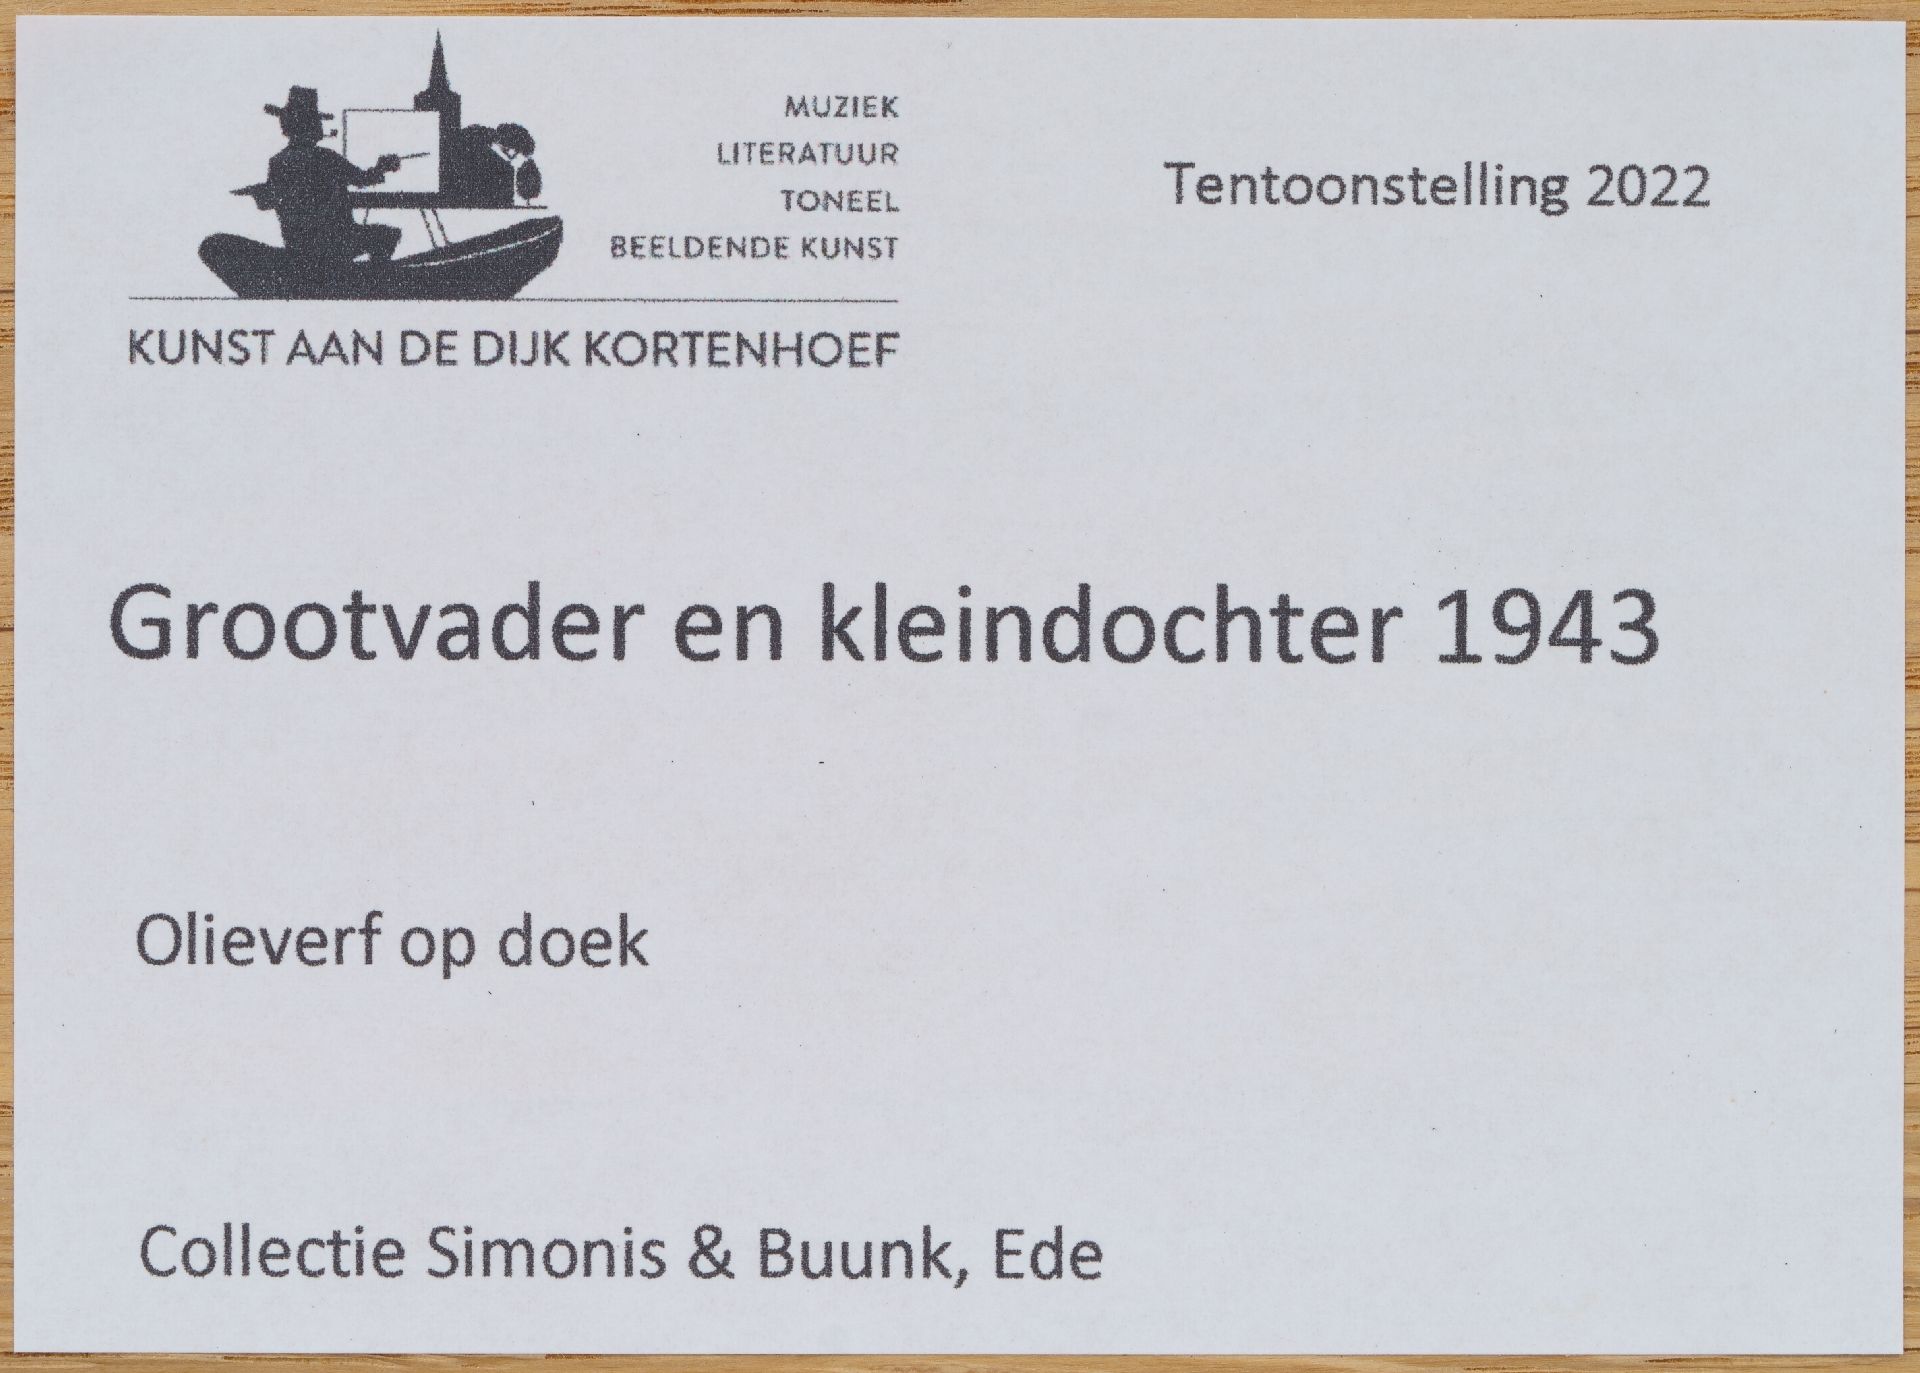 MUZIEK
LITERATUUR
TONEEL
BEELDENDE KUNST
KUNST AAN DE DIJK KORTENHOEF
Tentoonstelling 2022
Grootvader en kleindochter 1943
Olieverf op doek
Collectie Simonis & Buunk, Ede